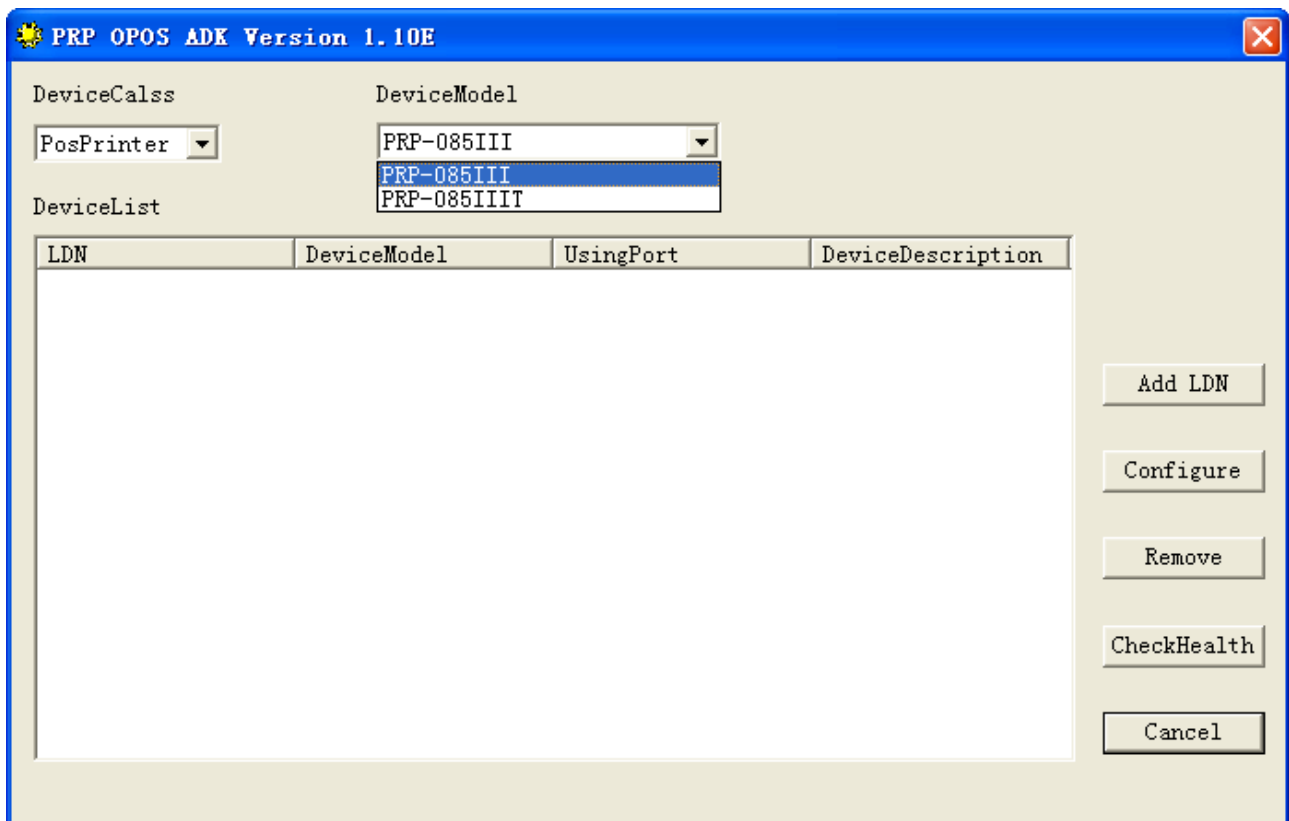 PRP OPOS ADK Version 1.10E
DeviceCalss DeviceModel
PosPrinter PRP-085III
PRP-085III
PRP-085IIIT
DeviceList
LDN DeviceModel UsingPort DeviceDescription
Add LDN
Configure
Remove
CheckHealth
Cancel